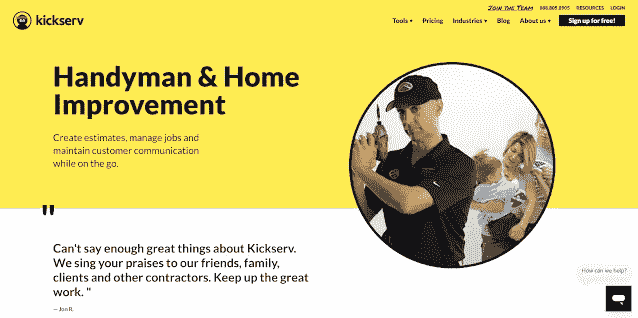 Join the Team 888.805.0905 RESOURCES LOGIN
kickserv Tools Pricing Industries Blog About us Sign up for free!
Handyman & Home
Improvement
Create estimates, manage jobs and
maintain customer communication
while on the go.
"
Can't say enough great things about Kickserv.
We sing your praises to our friends, family,
clients and other contractors. Keep up the great
work. "
— Jon R.
How can we help?